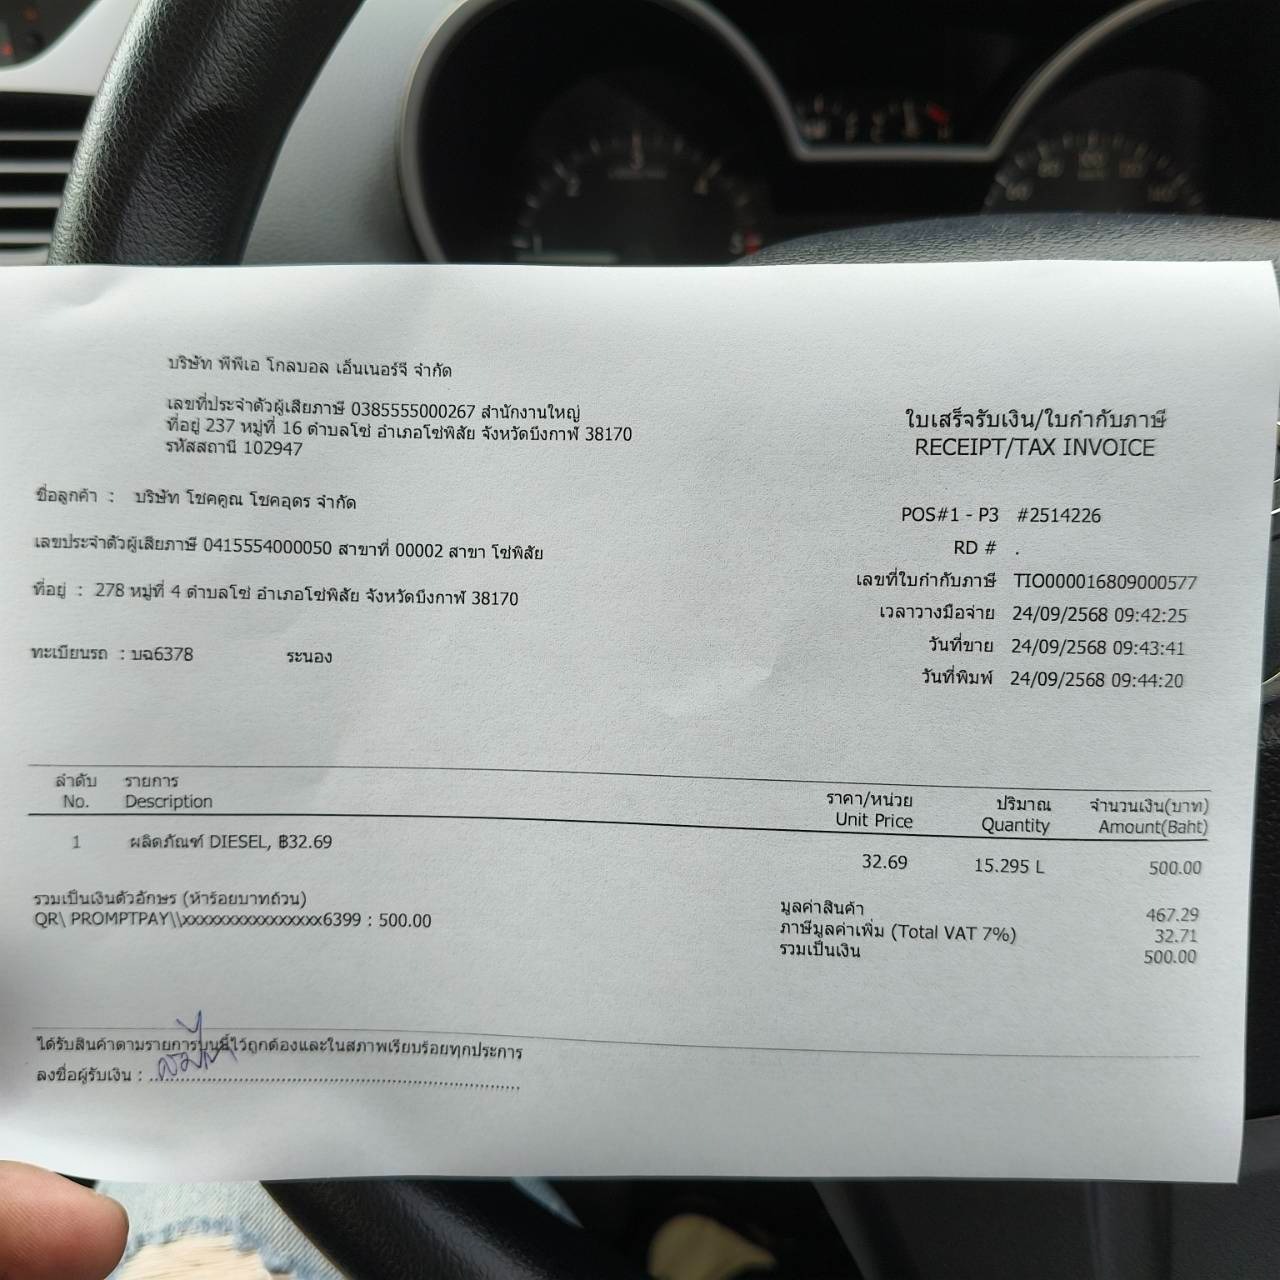 บริษัท พีพีเอ โกลบอล เอ็นเนอร์จี จำกัด
เลขที่ประจำตัวผู้เสียภาษี 0385555000267 สำนักงานใหญ่
ที่อยู่ 237 หมู่ที่ 16 ตำบลโซ่ อำเภอโซ่พิสัย จังหวัดบึงกาฬ 38170
รหัสสถานี 102947
ใบเสร็จรับเงิน/ใบกำกับภาษี
RECEIPT/TAX INVOICE
ชื่อลูกค้า : บริษัท โชคคูณ โชคอุดร จำกัด
เลขประจำตัวผู้เสียภาษี 0415554000050 สาขาที่ 00002 สาขา โซ่พิสัย
ที่อยู่ : 278 หมู่ที่ 4 ตำบลโซ่ อำเภอโซ่พิสัย จังหวัดบึงกาฬ 38170
ทะเบียนรถ : บฉ6378 ระนอง
POS#1 - P3 #2514226
RD # .
เลขที่ใบกำกับภาษี TIO000016809000577
เวลาวางมือจ่าย 24/09/2568 09:42:25
วันที่ขาย 24/09/2568 09:43:41
วันที่พิมพ์ 24/09/2568 09:44:20
ลำดับ รายการ ราคา/หน่วย ปริมาณ จำนวนเงิน(บาท)
No. Description Unit Price Quantity Amount(Baht)
1 ผลิตภัณฑ์ DIESEL, ฿32.69 32.69 15.295 L 500.00
รวมเป็นเงินตัวอักษร (ห้าร้อยบาทถ้วน)
QR\ PROMPTPAY\\xxxxxxxxxxxxxxxx6399 : 500.00
มูลค่าสินค้า 467.29
ภาษีมูลค่าเพิ่ม (Total VAT 7%) 32.71
รวมเป็นเงิน 500.00
ได้รับสินค้าตามรายการบนนี้ไว้ถูกต้องและในสภาพเรียบร้อยทุกประการ
ลงชื่อผู้รับเงิน :